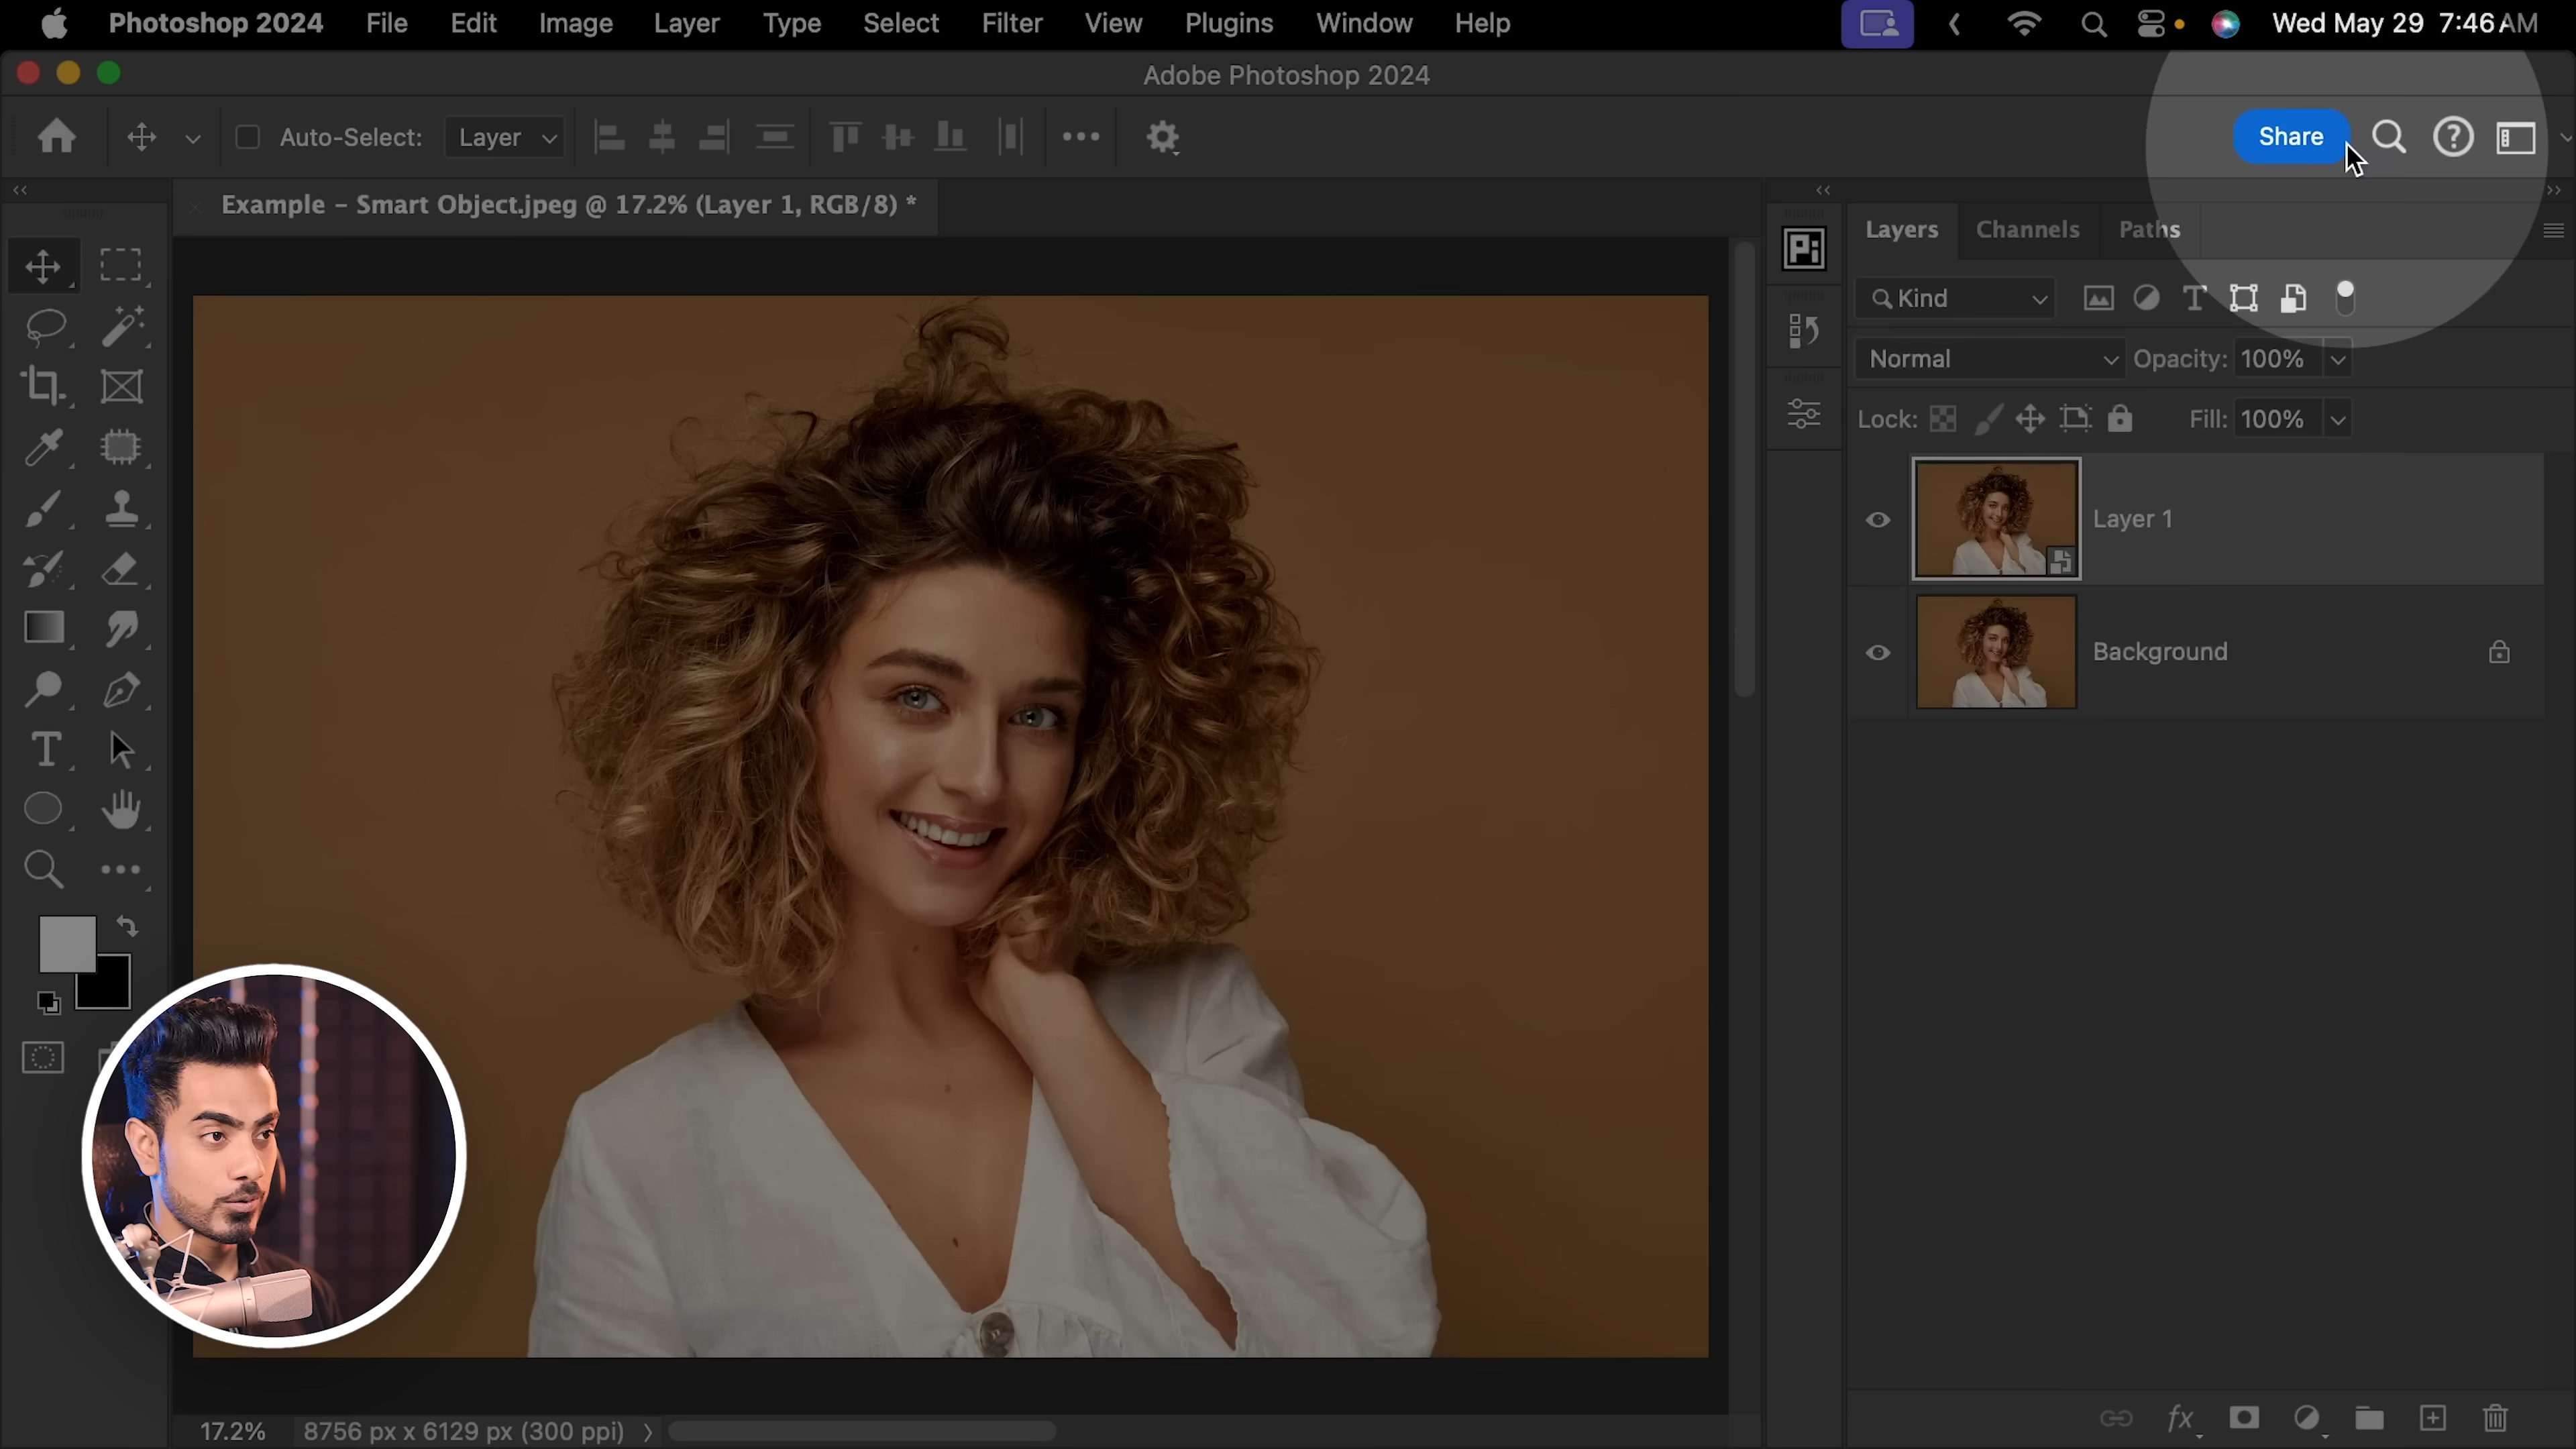 Photoshop 2024 File Edit Image Layer Type Select Filter View Plugins Window Help Wed May 29 7:46 AM
Adobe Photoshop 2024
Auto-Select: Layer Share
Example - Smart Object.jpeg @ 17.2% (Layer 1, RGB/8) *
Pi
Layers Channels Paths
Kind
Normal Opacity: 100%
Lock: Fill: 100%
Layer 1
Background
17.2% 8756 px x 6129 px (300 ppi)
fx